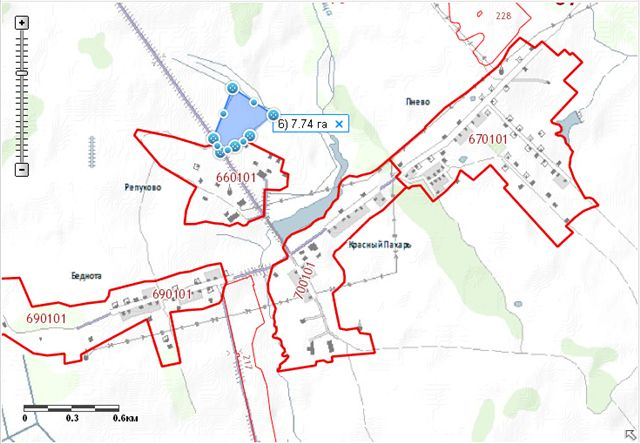 228
Пнево
6) 7.74 га
670101
660101
Репуково
Красный Пахарь
Беднота
700101
690101
690101
217
0 0.3 0.6км